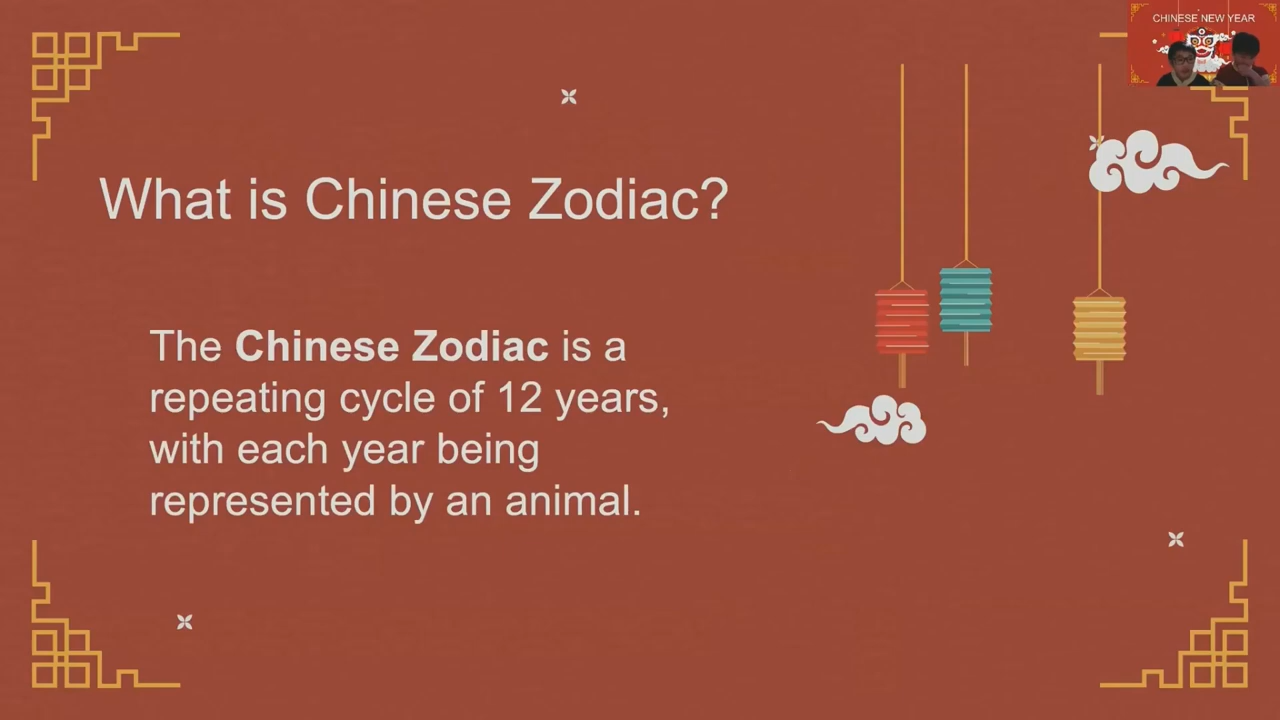 CHINESE NEW YEAR
What is Chinese Zodiac?
The Chinese Zodiac is a
repeating cycle of 12 years,
with each year being
represented by an animal.